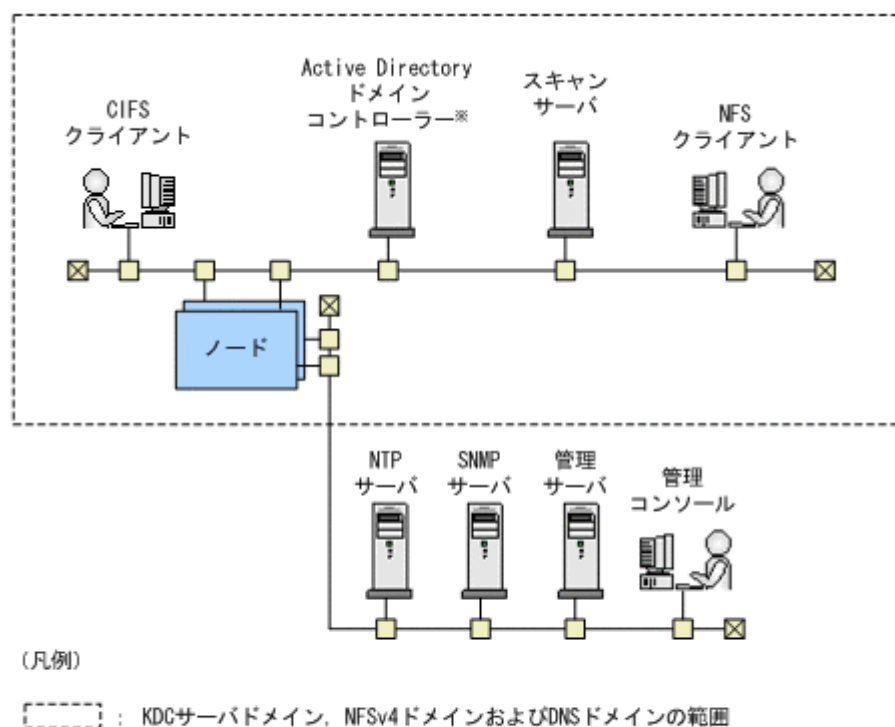 CIFS
クライアント
Active Directory
ドメイン
コントローラー※
スキャン
サーバ
NFS
クライアント
ノード
NTP
サーバ
SNMP
サーバ
管理
サーバ
管理
コンソール
(凡例)
: KDCサーバドメイン, NFSv4ドメインおよびDNSドメインの範囲